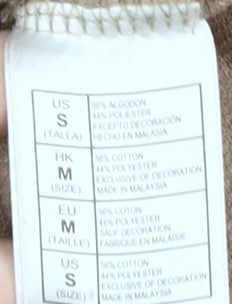 US
S
(TALLA)
56% ALGODON
44% POLIESTER
EXCEPTO DECORACIÓN
HECHO EN MALASIA
HK
M
(SIZE)
56% COTTON
44% POLYESTER
EXCLUSIVE OF DECORATION
MADE IN MALAYSIA
EU
M
(TAILLE)
56% COTON
44% POLYESTER
SAUF DECORATION
FABRIQUE EN MALAISIE
US
S
(SIZE)
56% COTTON
44% POLYESTER
EXCLUSIVE OF DECORATION
MADE IN MALAYSIA